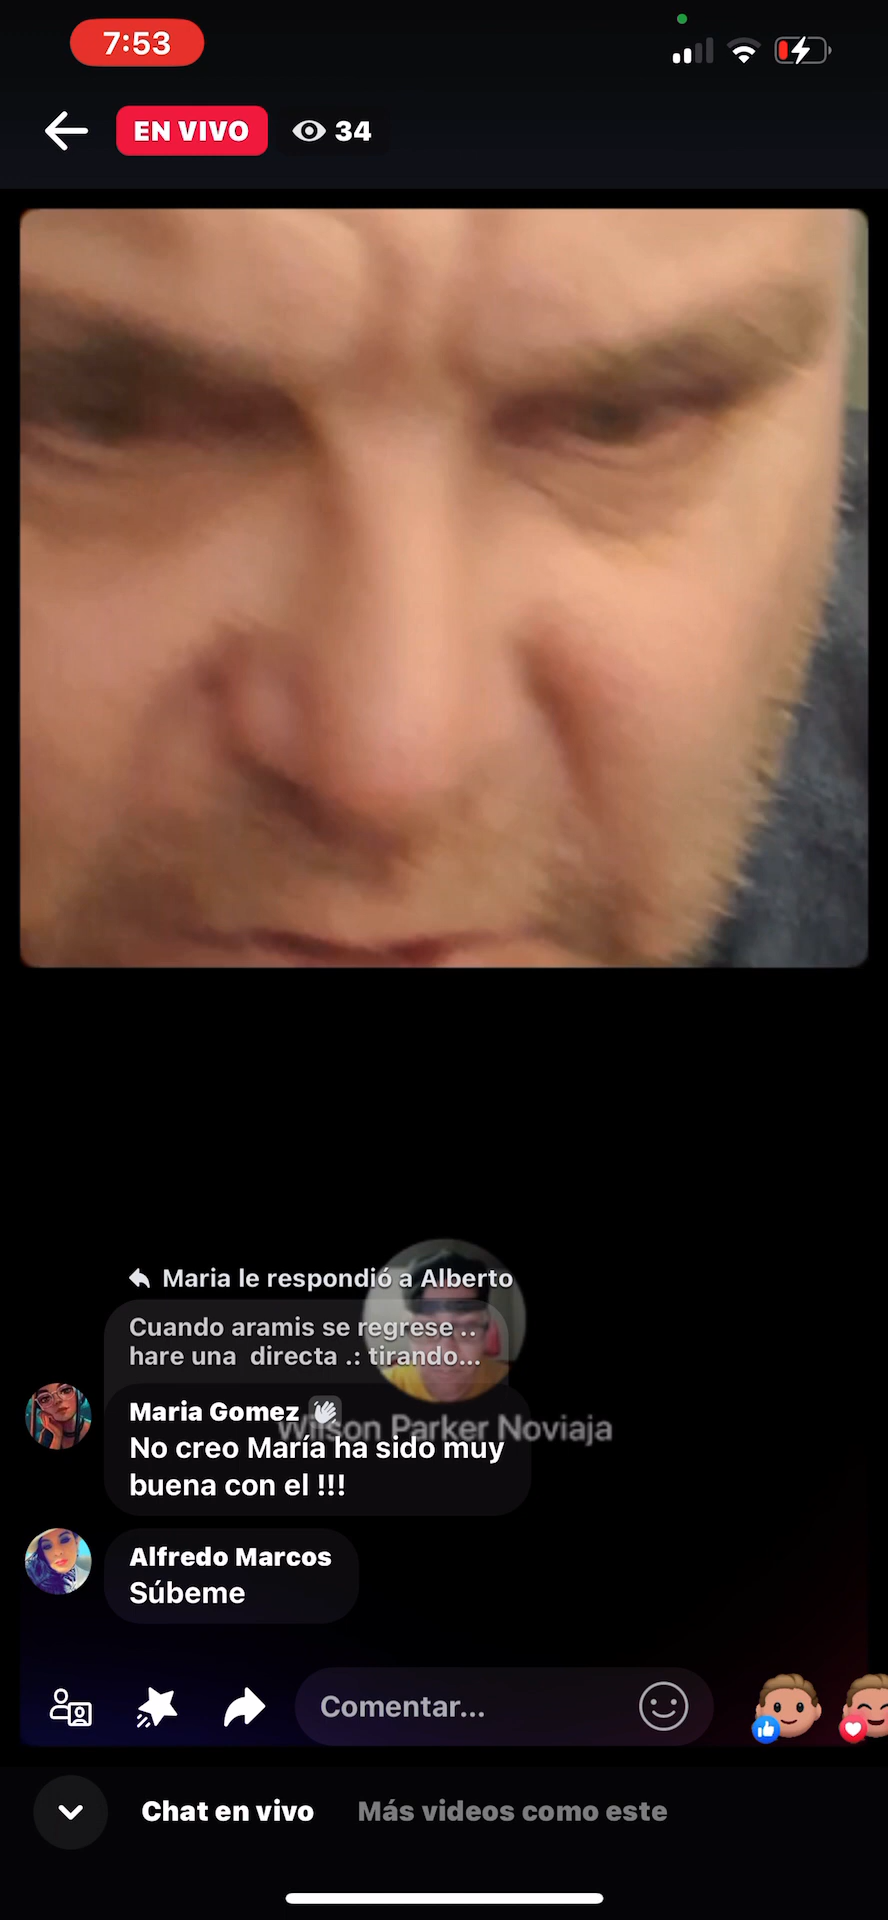 7:53
EN VIVO
34
Maria le respondió a Alberto
Cuando aramis se regrese ..
hare una directa .: tirando...
Maria Gomez
Wilson Parker Noviaja
No creo María ha sido muy
buena con el !!!
Alfredo Marcos
Súbeme
Comentar...
Chat en vivo
Más videos como este